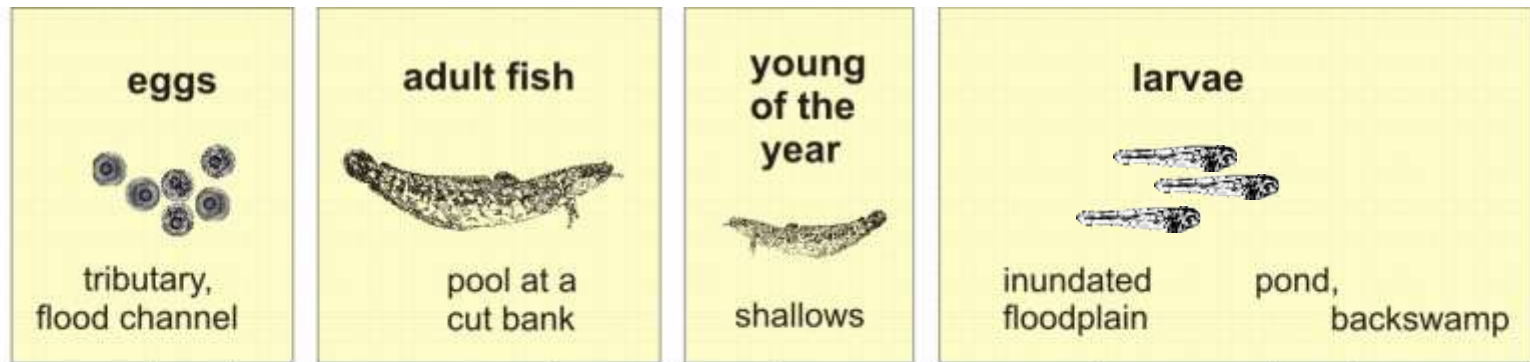 eggs
tributary,
flood channel
adult fish
pool at a
cut bank
young
of the
year
shallows
larvae
inundated
floodplain
pond,
backswamp